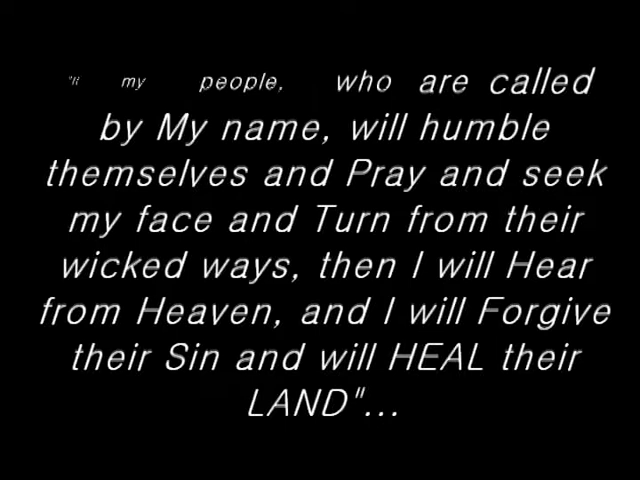 "If my people, who are called
by My name, will humble
themselves and Pray and seek
my face and Turn from their
wicked ways, then I will Hear
from Heaven, and I will Forgive
their Sin and will HEAL their
LAND"...